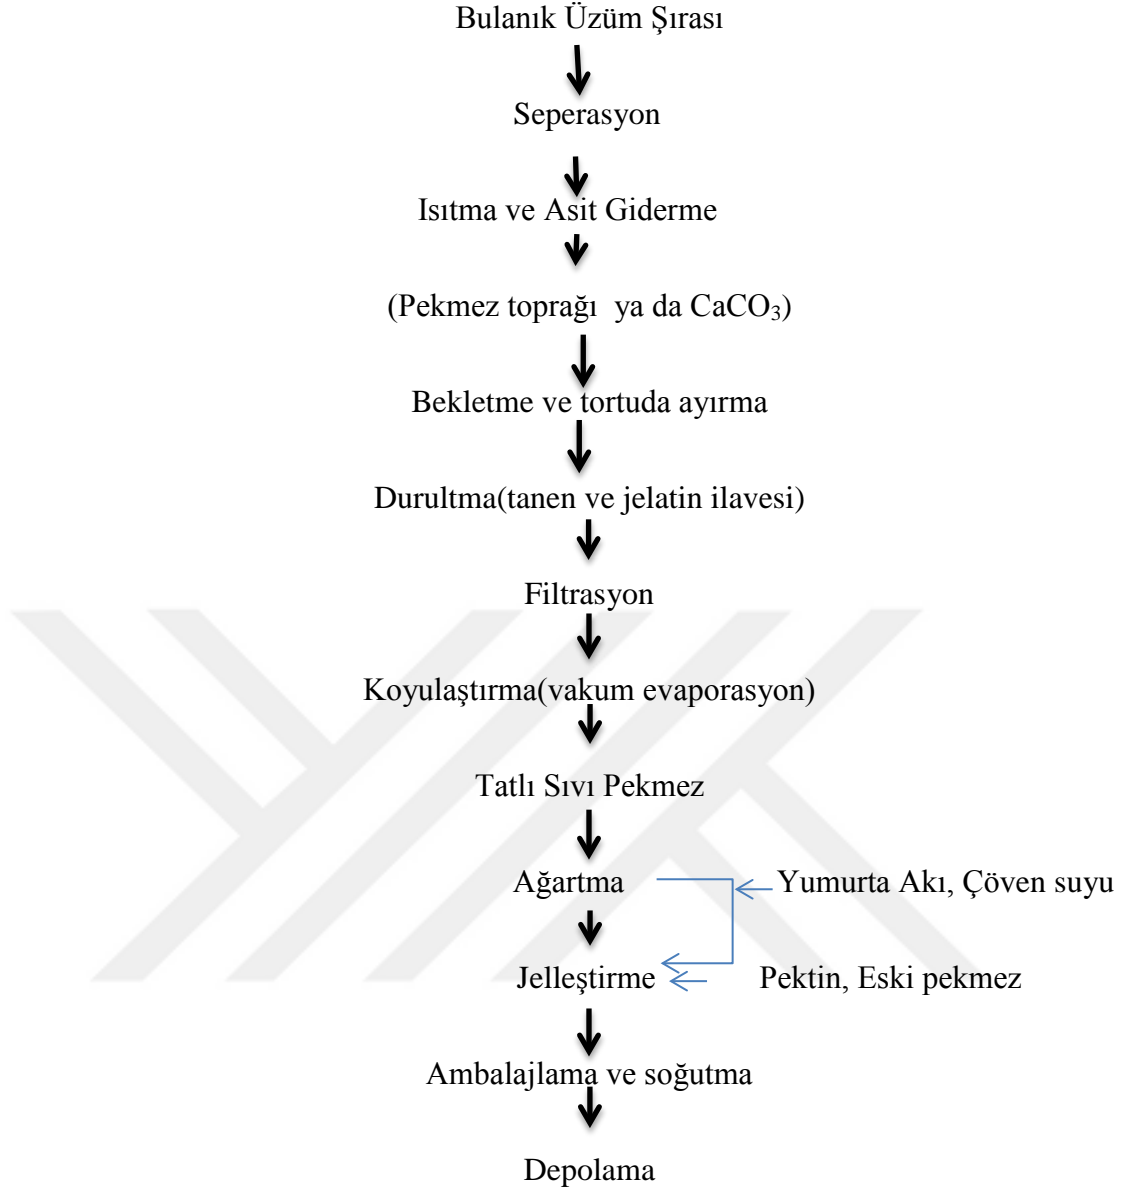 Bulanık Üzüm Şırası
Seperasyon
Isıtma ve Asit Giderme
(Pekmez toprağı ya da CaCO₃)
Bekletme ve tortuda ayırma
Durultma(tanen ve jelatin ilavesi)
Filtrasyon
Koyulaştırma(vakum evaporasyon)
Tatlı Sıvı Pekmez
Ağartma Yumurta Akı, Çöven suyu
Jelleştirme Pektin, Eski pekmez
Ambalajlama ve soğutma
Depolama